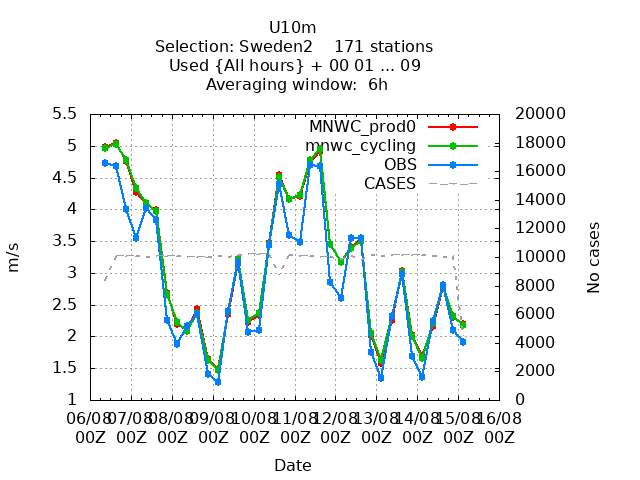 U10m
Selection: Sweden2    171 stations
Used {All hours} + 00 01 ... 09
Averaging window:  6h
MNWC_prod0
mnwc_cycling
OBS
CASES
m/s
5.5
5
4.5
4
3.5
3
2.5
2
1.5
1
No cases
20000
18000
16000
14000
12000
10000
8000
6000
4000
2000
0
06/08 07/08 08/08 09/08 10/08 11/08 12/08 13/08 14/08 15/08 16/08
00Z 00Z 00Z 00Z 00Z 00Z 00Z 00Z 00Z 00Z 00Z
Date